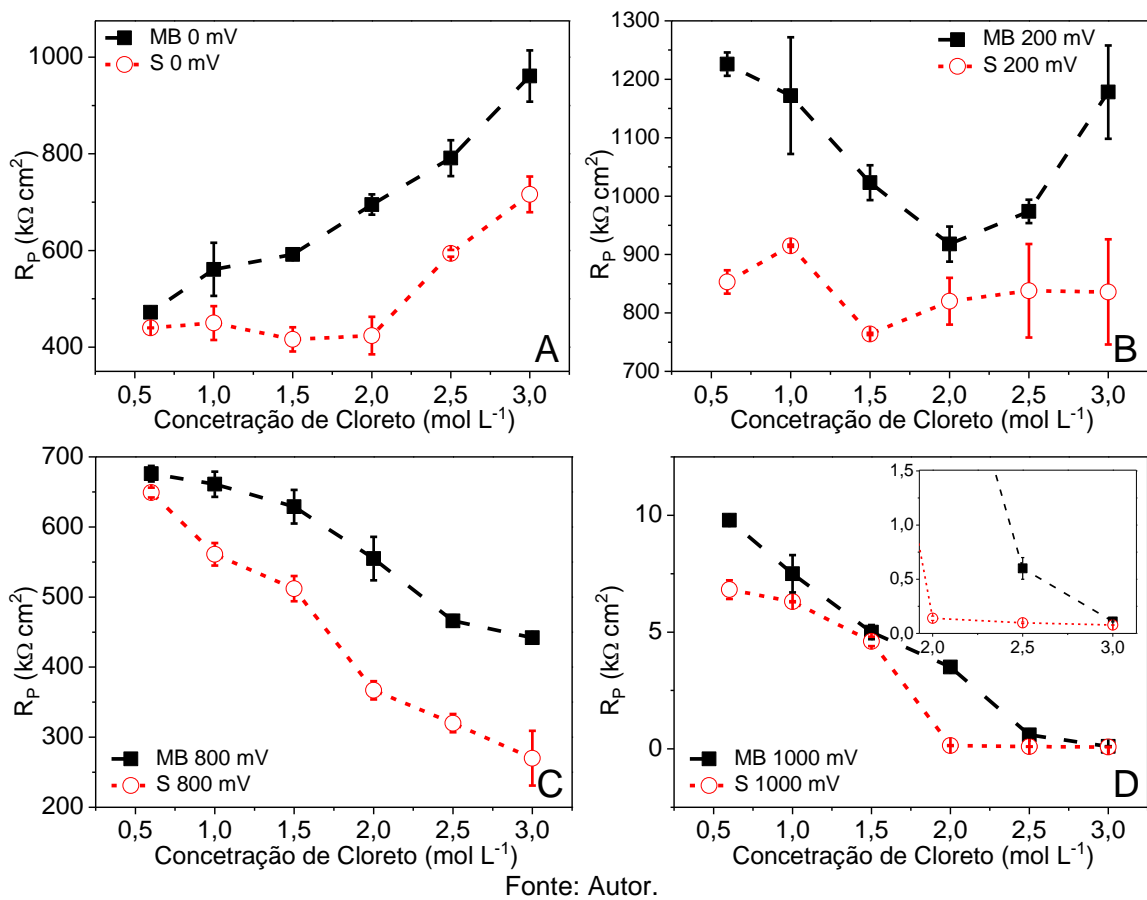 MB 0 mV
S 0 mV
1000
800
600
400
R_P (kΩ cm²)
0,5 1,0 1,5 2,0 2,5 3,0
Concetração de Cloreto (mol L⁻¹)
A
MB 200 mV
S 200 mV
1300
1200
1100
1000
900
800
700
R_P (kΩ cm²)
0,5 1,0 1,5 2,0 2,5 3,0
Concetração de Cloreto (mol L⁻¹)
B
700
600
500
400
300
200
R_P (kΩ cm²)
MB 800 mV
S 800 mV
C
0,5 1,0 1,5 2,0 2,5 3,0
Concetração de Cloreto (mol L⁻¹)
10
5
0
R_P (kΩ cm²)
1,5
1,0
0,5
0,0
2,0 2,5 3,0
MB 1000 mV
S 1000 mV
D
0,5 1,0 1,5 2,0 2,5 3,0
Concetração de Cloreto (mol L⁻¹)
Fonte: Autor.